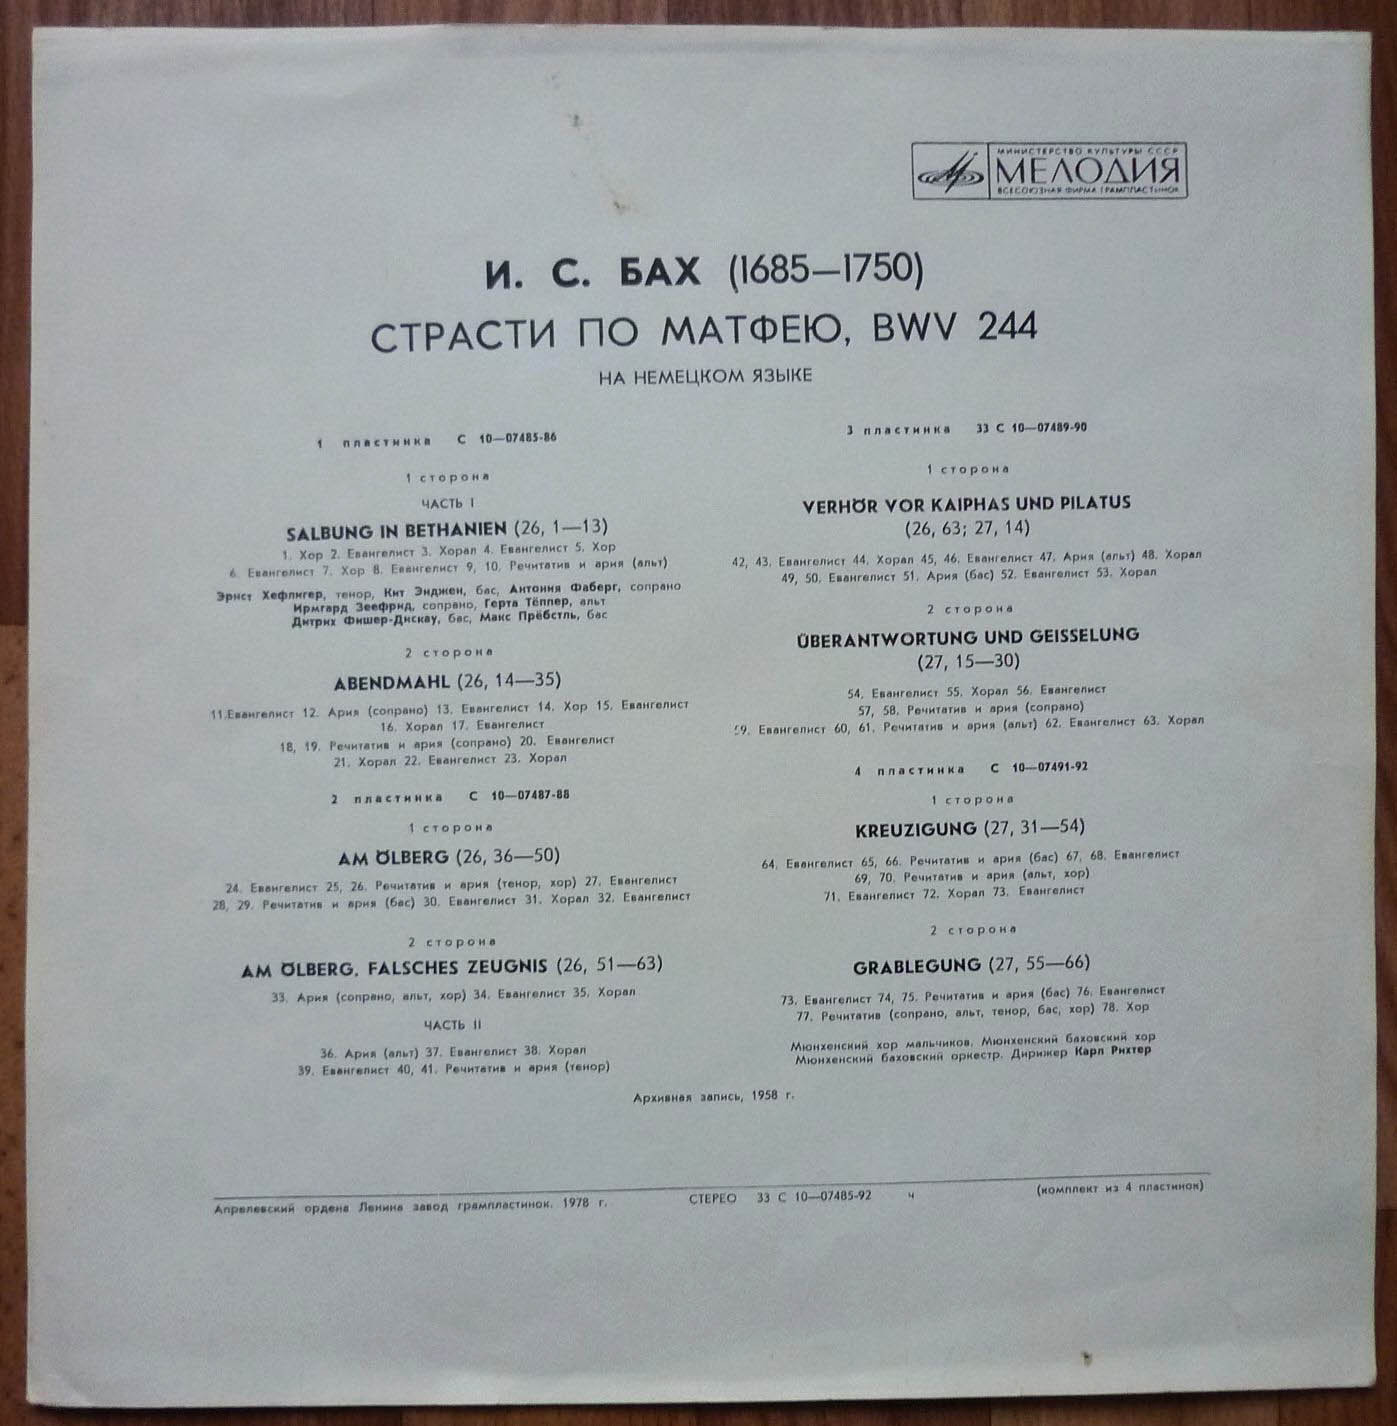 МИНИСТЕРСТВО КУЛЬТУРЫ СССР
МЕЛОДИЯ
ВСЕСОЮЗНАЯ ФИРМА ГРАМПЛАСТИНОК
И. С. БАХ (1685—1750)
СТРАСТИ ПО МАТФЕЮ, BWV 244
НА НЕМЕЦКОМ ЯЗЫКЕ
1 пластинка С 10—07485-86
1 сторона
ЧАСТЬ I
SALBUNG IN BETHANIEN (26, 1—13)
1. Хор 2. Евангелист 3. Хорал 4. Евангелист 5. Хор
6. Евангелист 7. Хор 8. Евангелист 9, 10. Речитатив и ария (альт)
Эрнст Хефлигер, тенор, Кит Энджен, бас, Антония Фаберг, сопрано
Ирмгард Зеефрид, сопрано, Герта Тёппер, альт
Дитрих Фишер-Дискау, бас, Макс Прёбстль, бас
2 сторона
ABENDMAHL (26, 14—35)
11.Евангелист 12. Ария (сопрано) 13. Евангелист 14. Хор 15. Евангелист
16. Хорал 17. Евангелист
18, 19. Речитатив и ария (сопрано) 20. Евангелист
21. Хорал 22. Евангелист 23. Хорал
2 пластинка С 10—07487-88
1 сторона
AM ÖLBERG (26, 36—50)
24. Евангелист 25, 26. Речитатив и ария (тенор, хор) 27. Евангелист
28, 29. Речитатив и ария (бас) 30. Евангелист 31. Хорал 32. Евангелист
2 сторона
AM ÖLBERG. FALSCHES ZEUGNIS (26, 51—63)
33. Ария (сопрано, альт, хор) 34. Евангелист 35. Хорал
ЧАСТЬ II
36. Ария (альт) 37. Евангелист 38. Хорал
39. Евангелист 40, 41. Речитатив и ария (тенор)
3 пластинка 33 С 10—07489-90
1 сторона
VERHÖR VOR KAIPHAS UND PILATUS
(26, 63; 27, 14)
42, 43. Евангелист 44. Хорал 45, 46. Евангелист 47. Ария (альт) 48. Хорал
49, 50. Евангелист 51. Ария (бас) 52. Евангелист 53. Хорал
2 сторона
ÜBERANTWORTUNG UND GEISSELUNG
(27, 15—30)
54. Евангелист 55. Хорал 56. Евангелист
57, 58. Речитатив и ария (сопрано)
59. Евангелист 60, 61. Речитатив и ария (альт) 62. Евангелист 63. Хорал
4 пластинка С 10—07491-92
1 сторона
KREUZIGUNG (27, 31—54)
64. Евангелист 65, 66. Речитатив и ария (бас) 67, 68. Евангелист
69, 70. Речитатив и ария (альт, хор)
71. Евангелист 72. Хорал 73. Евангелист
2 сторона
GRABLEGUNG (27, 55—66)
73. Евангелист 74, 75. Речитатив и ария (бас) 76. Евангелист
77. Речитатив (сопрано, альт, тенор, бас, хор) 78. Хор
Мюнхенский хор мальчиков. Мюнхенский баховский хор
Мюнхенский баховский оркестр. Дирижер Карл Рихтер
Архивная запись, 1958 г.
Апрелевский ордена Ленина завод грампластинок. 1978 г. СТЕРЕО 33 С 10—07485-92 ч (комплект из 4 пластинок)